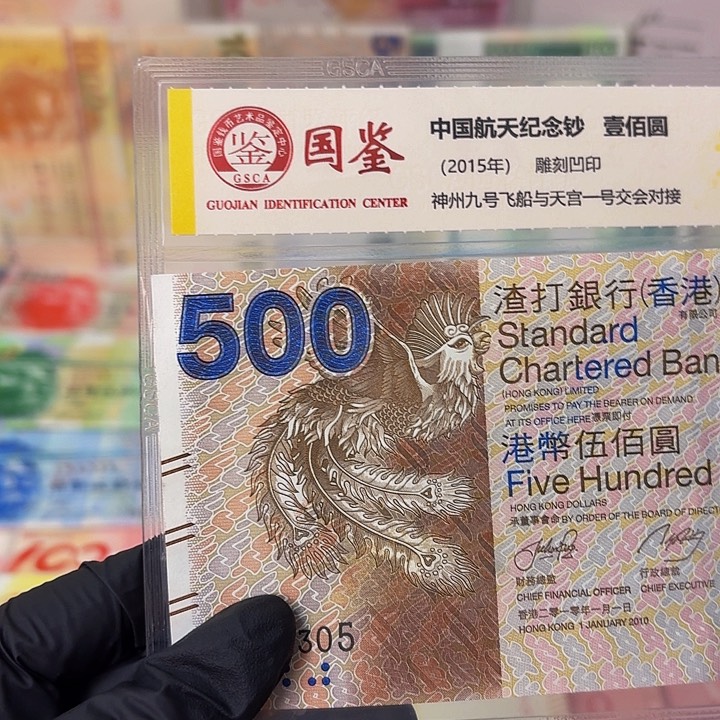 GSCA
国鉴钱币艺术品鉴定中心
鉴
GSCA
国鉴
GUOJIAN IDENTIFICATION CENTER
中国航天纪念钞 壹佰圆
(2015年) 雕刻凹印
神州九号飞船与天宫一号交会对接
500
渣打銀行(香港)
有限公司
Standard
Chartered Ban
(HONG KONG) LIMITED
PROMISES TO PAY THE BEARER ON DEMAND
AT ITS OFFICE HERE 憑票即付
港幣伍佰圓
Five Hundred
HONG KONG DOLLARS
承董事會命 BY ORDER OF THE BOARD OF DIRECT
財務總監
行政總裁
CHIEF FINANCIAL OFFICER
CHIEF EXECUTIVE
香港二零一零年一月一日
HONG KONG 1 JANUARY 2010
305
100